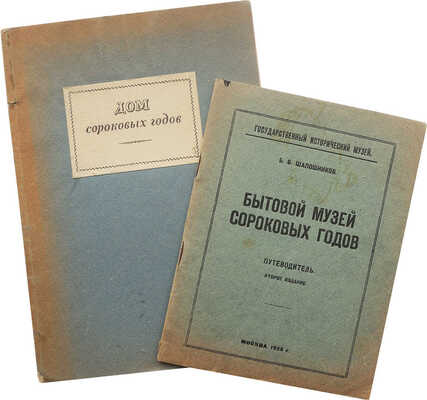 ДОМ
сороковых годов
ГОСУДАРСТВЕННЫЙ ИСТОРИЧЕСКИЙ МУЗЕЙ.
Б. В. ШАПОШНИКОВ.
БЫТОВОЙ МУЗЕЙ
СОРОКОВЫХ ГОДОВ
ПУТЕВОДИТЕЛЬ.
ВТОРОЕ ИЗДАНИЕ
МОСКВА